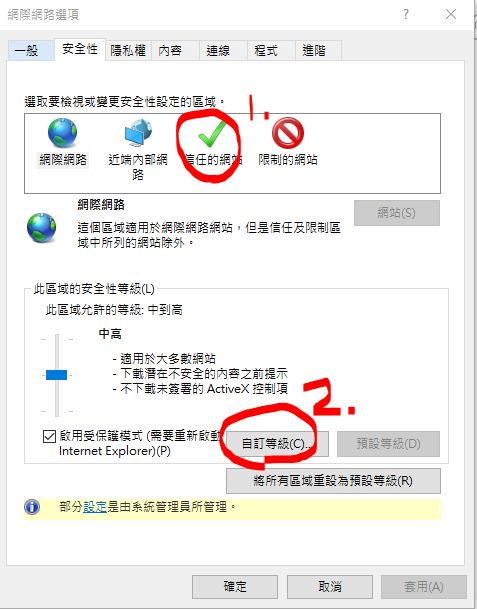 網際網路選項
一般
安全性
隱私權
內容
連線
程式
進階
選取要檢視或變更安全性設定的區域。
1.
網際網路
近端內部網
路
信任的網站
限制的網站
網際網路
網站(S)
這個區域適用於網際網路網站，但是信任及限制區
域中所列的網站除外。
此區域的安全性等級(L)
此區域允許的等級: 中到高
中高
- 適用於大多數網站
- 下載潛在不安全的內容之前提示
- 不下載未簽署的 ActiveX 控制項
2.
啟用受保護模式 (需要重新啟動
Internet Explorer)(P)
自訂等級(C)...
預設等級(D)
將所有區域重設為預設等級(R)
部分設定是由系統管理員所管理。
確定
取消
套用(A)